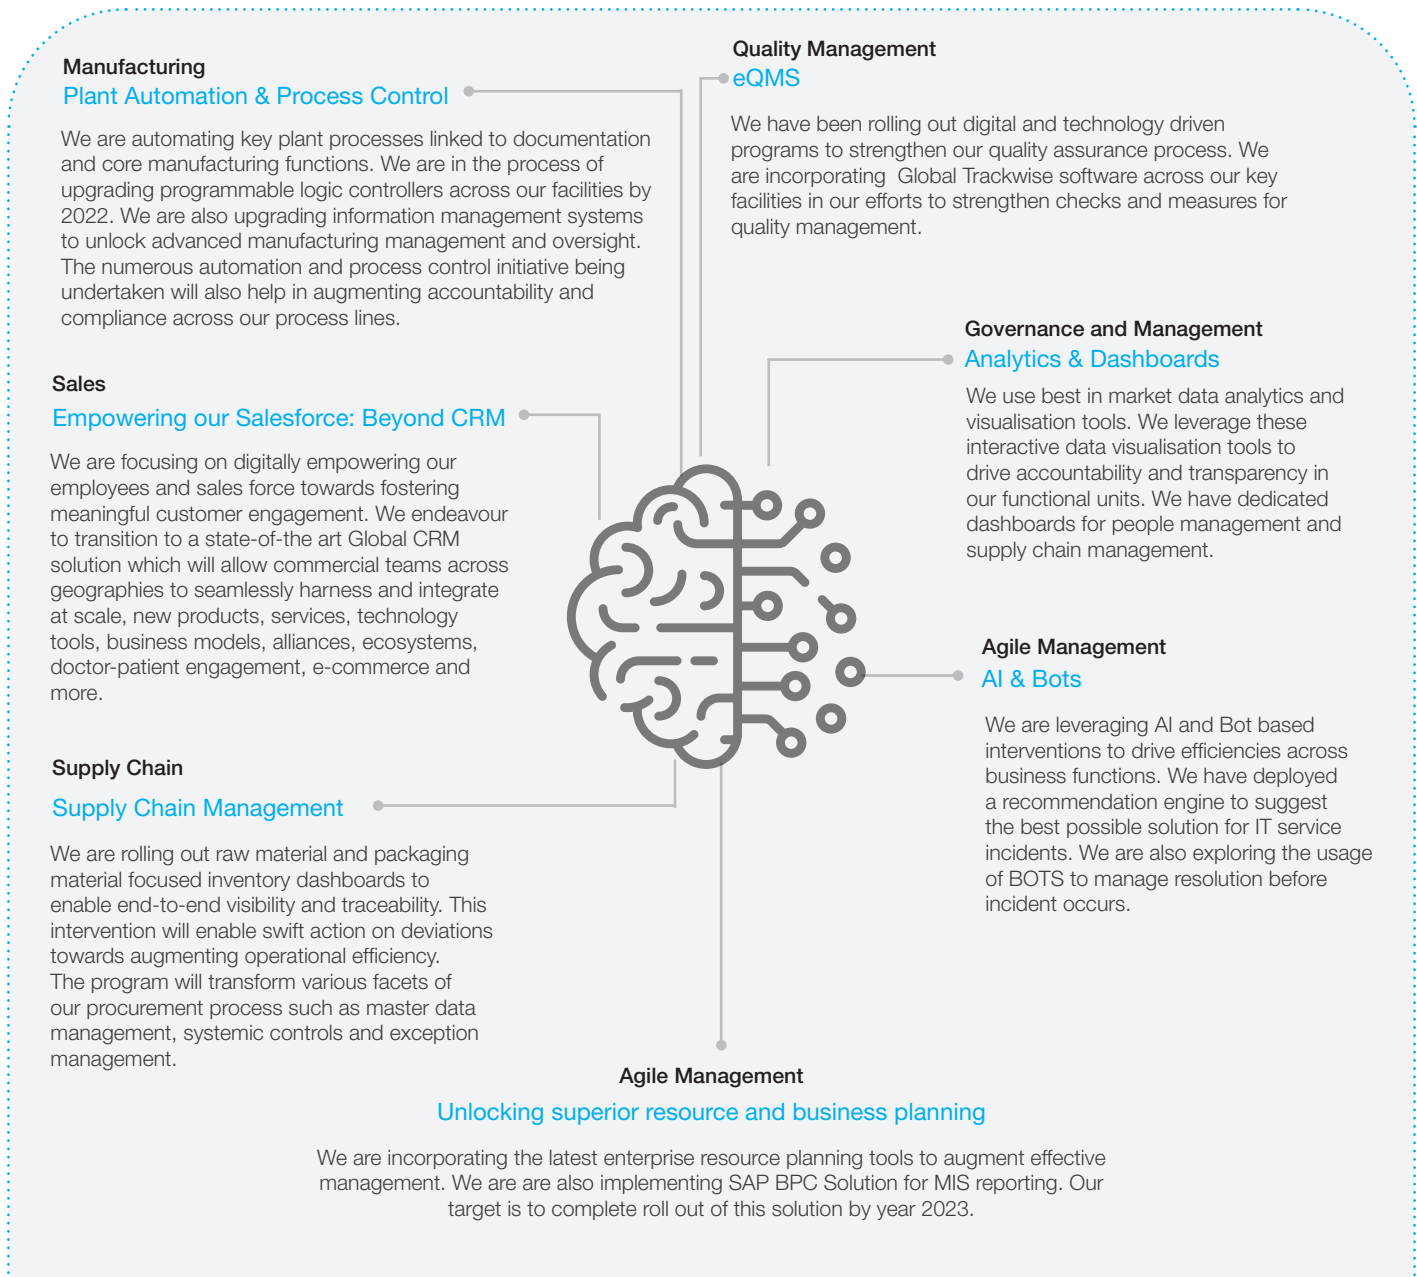 Manufacturing
Plant Automation & Process Control
We are automating key plant processes linked to documentation
and core manufacturing functions. We are in the process of
upgrading programmable logic controllers across our facilities by
2022. We are also upgrading information management systems
to unlock advanced manufacturing management and oversight.
The numerous automation and process control initiative being
undertaken will also help in augmenting accountability and
compliance across our process lines.
Quality Management
eQMS
We have been rolling out digital and technology driven
programs to strengthen our quality assurance process. We
are incorporating  Global Trackwise software across our key
facilities in our efforts to strengthen checks and measures for
quality management.
Governance and Management
Analytics & Dashboards
We use best in market data analytics and
visualisation tools. We leverage these
interactive data visualisation tools to
drive accountability and transparency in
our functional units. We have dedicated
dashboards for people management and
supply chain management.
Sales
Empowering our Salesforce: Beyond CRM
We are focusing on digitally empowering our
employees and sales force towards fostering
meaningful customer engagement. We endeavour
to transition to a state-of-the art Global CRM
solution which will allow commercial teams across
geographies to seamlessly harness and integrate
at scale, new products, services, technology
tools, business models, alliances, ecosystems,
doctor-patient engagement, e-commerce and
more.
Agile Management
AI & Bots
We are leveraging AI and Bot based
interventions to drive efficiencies across
business functions. We have deployed
a recommendation engine to suggest
the best possible solution for IT service
incidents. We are also exploring the usage
of BOTS to manage resolution before
incident occurs.
Supply Chain
Supply Chain Management
We are rolling out raw material and packaging
material focused inventory dashboards to
enable end-to-end visibility and traceability. This
intervention will enable swift action on deviations
towards augmenting operational efficiency.
The program will transform various facets of
our procurement process such as master data
management, systemic controls and exception
management.
Agile Management
Unlocking superior resource and business planning
We are incorporating the latest enterprise resource planning tools to augment effective
management. We are are also implementing SAP BPC Solution for MIS reporting. Our
target is to complete roll out of this solution by year 2023.